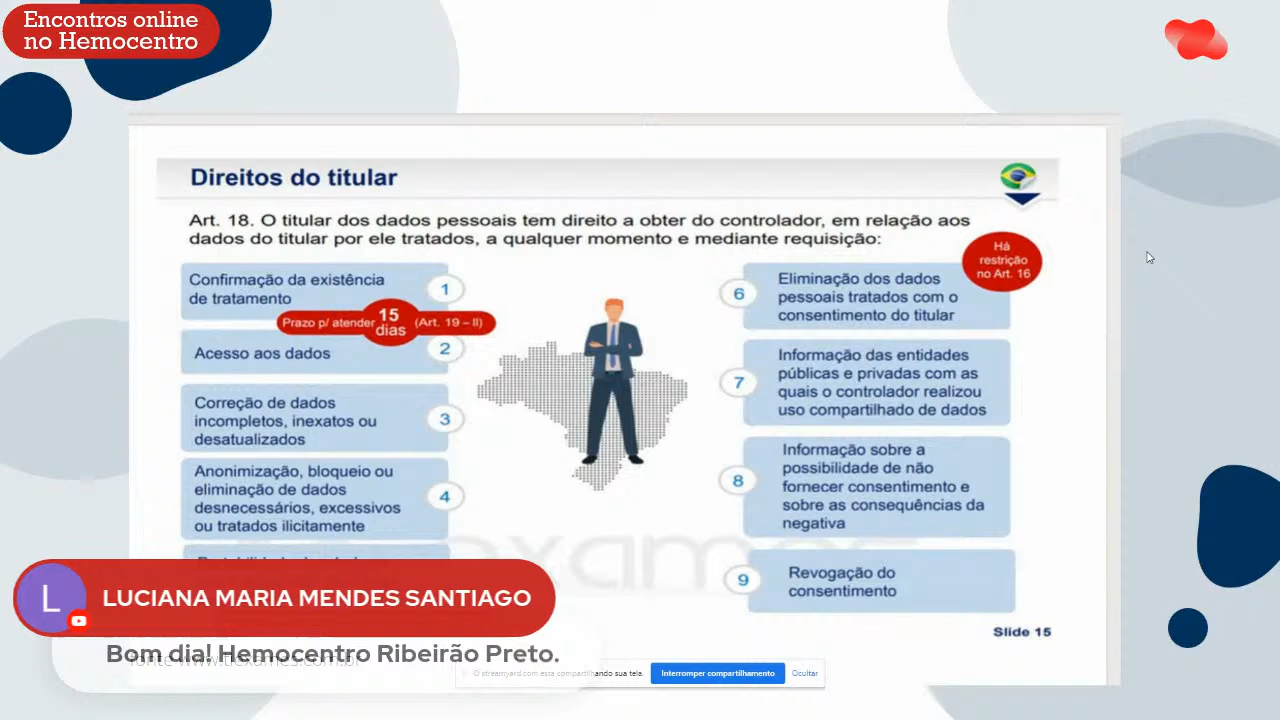 Encontros online
no Hemocentro
Direitos do titular
Art. 18. O titular dos dados pessoais tem direito a obter do controlador, em relação aos
dados do titular por ele tratados, a qualquer momento e mediante requisição:
Há
restrição
no Art. 16
Confirmação da existência
de tratamento
1
Prazo p/ atender 15 dias (Art. 19 – II)
Acesso aos dados
2
Correção de dados
incompletos, inexatos ou
desatualizados
3
Anonimização, bloqueio ou
eliminação de dados
desnecessários, excessivos
ou tratados ilicitamente
4
6
Eliminação dos dados
pessoais tratados com o
consentimento do titular
7
Informação das entidades
públicas e privadas com as
quais o controlador realizou
uso compartilhado de dados
8
Informação sobre a
possibilidade de não
fornecer consentimento e
sobre as consequências da
negativa
9
Revogação do
consentimento
Slide 15
L
LUCIANA MARIA MENDES SANTIAGO
Bom dia! Hemocentro Ribeirão Preto.
O streamyard.com está compartilhando sua tela.
Interromper compartilhamento
Ocultar